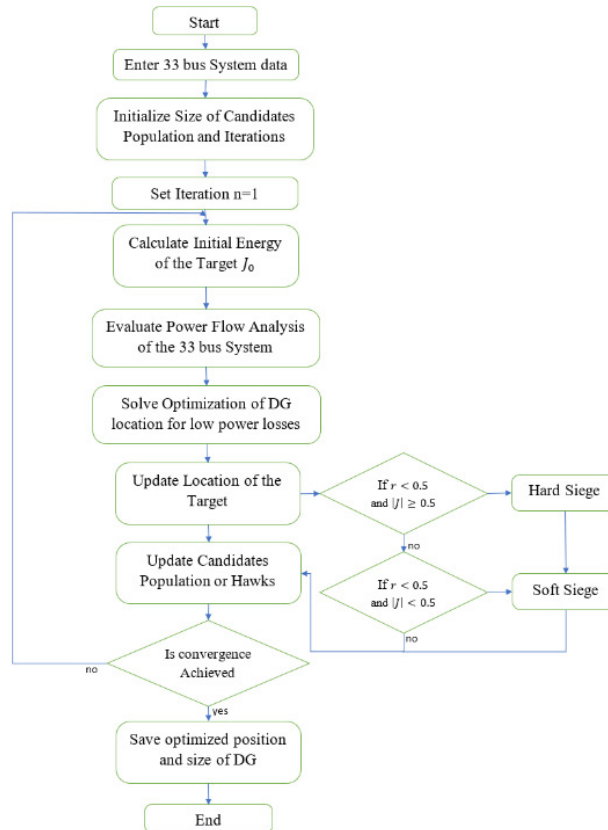 Start
Enter 33 bus System data
Initialize Size of Candidates
Population and Iterations
Set Iteration n=1
Calculate Initial Energy
of the Target J₀
Evaluate Power Flow Analysis
of the 33 bus System
Solve Optimization of DG
location for low power losses
Update Location of the
Target
If r < 0.5
and |J| ≥ 0.5
Hard Siege
no
Update Candidates
Population or Hawks
If r < 0.5
and |J| < 0.5
Soft Siege
no
Is convergence
Achieved
no
yes
Save optimized position
and size of DG
End